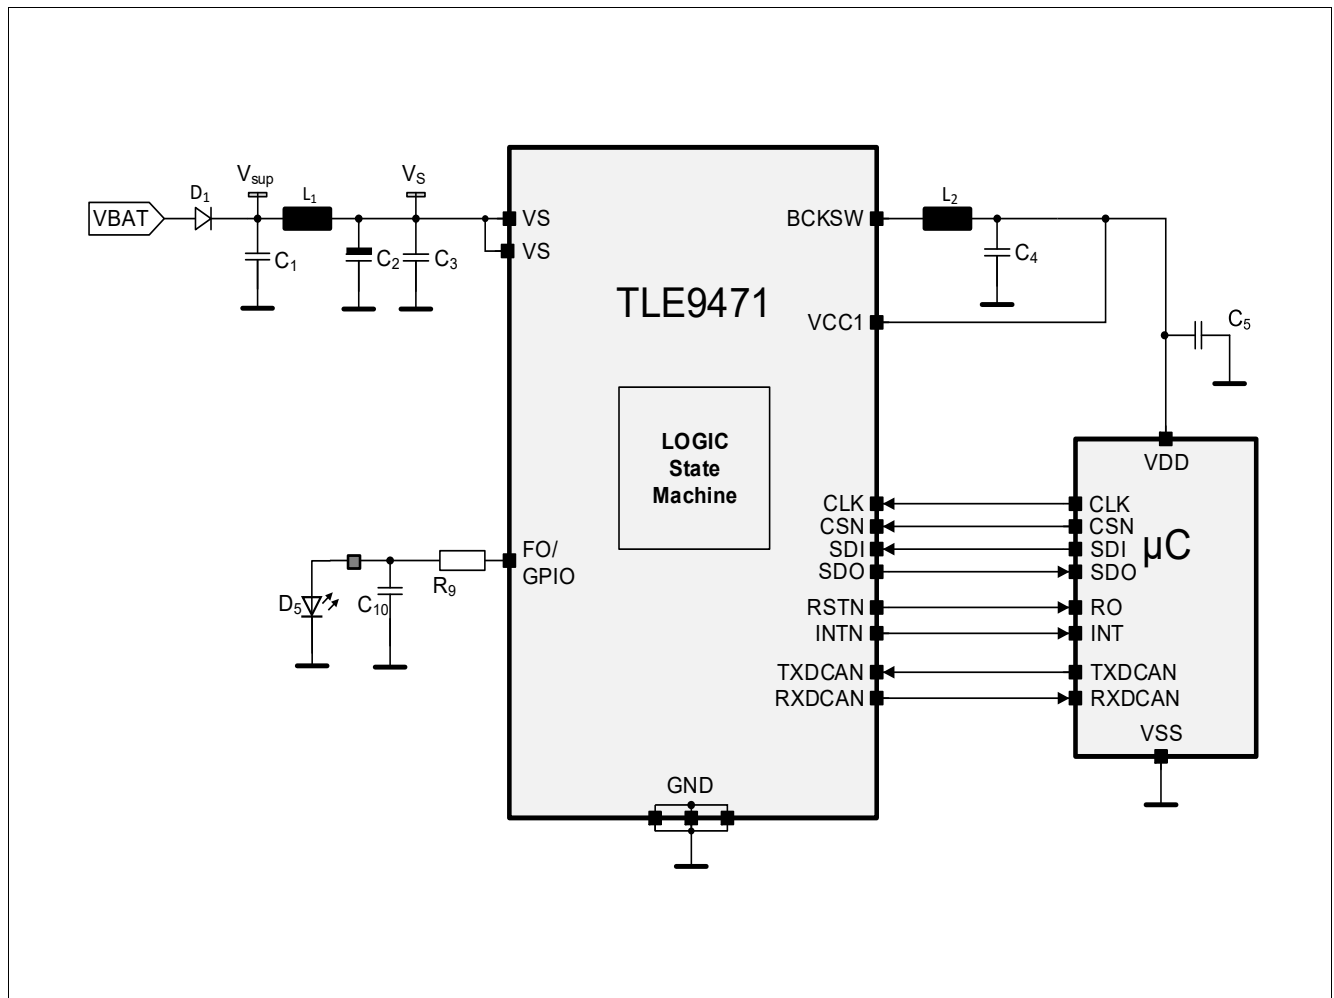 VBAT
D1
Vsup
L1
VS
C1
C2
C3
VS
VS
TLE9471
BCKSW
L2
C4
VCC1
C5
LOGIC
State
Machine
FO/
GPIO
R9
C10
D5
CLK
CSN
SDI
SDO
RSTN
INTN
TXDCAN
RXDCAN
GND
VDD
µC
CLK
CSN
SDI
SDO
RO
INT
TXDCAN
RXDCAN
VSS